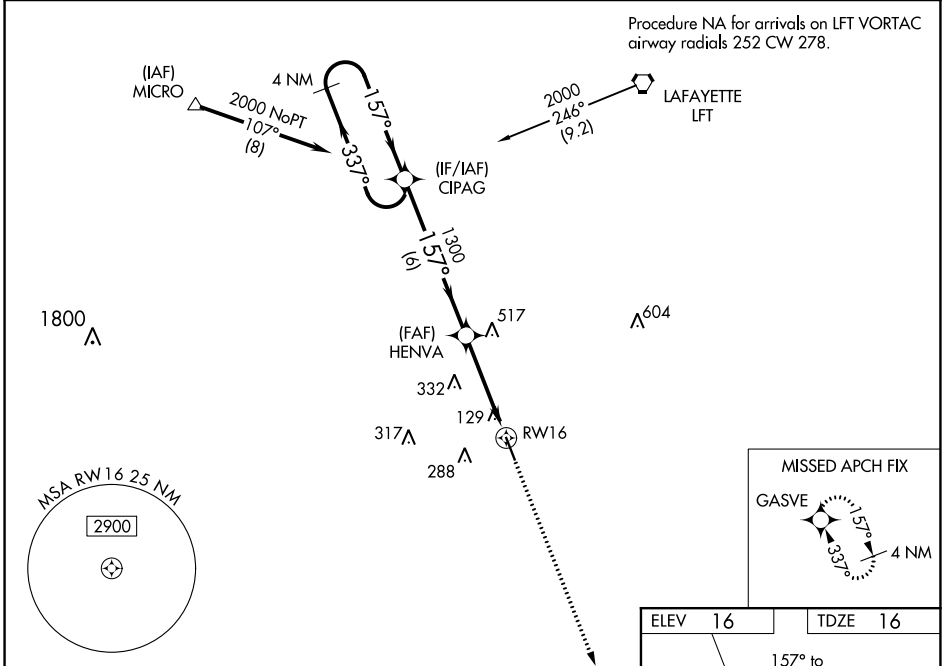 Procedure NA for arrivals on LFT VORTAC
airway radials 252 CW 278.
(IAF)
MICRO
2000 NoPT
107°
(8)
4 NM
157°
337°
2000
246°
(9.2)
LAFAYETTE
LFT
(IF/IAF)
CIPAG
1300
157°
(6)
1800
(FAF)
HENVA
517
604
332
129
317
288
RW16
MSA RW16 25 NM
2900
MISSED APCH FIX
GASVE
157°
337°
4 NM
ELEV 16
TDZE 16
157° to